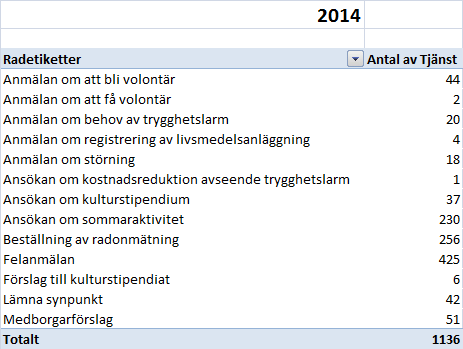 2014
Radetiketter Antal av Tjänst
Anmälan om att bli volontär 44
Anmälan om att få volontär 2
Anmälan om behov av trygghetslarm 20
Anmälan om registrering av livsmedelsanläggning 4
Anmälan om störning 18
Ansökan om kostnadsreduktion avseende trygghetslarm 1
Ansökan om kulturstipendium 37
Ansökan om sommaraktivitet 230
Beställning av radonmätning 256
Felanmälan 425
Förslag till kulturstipendiat 6
Lämna synpunkt 42
Medborgarförslag 51
Totalt 1136